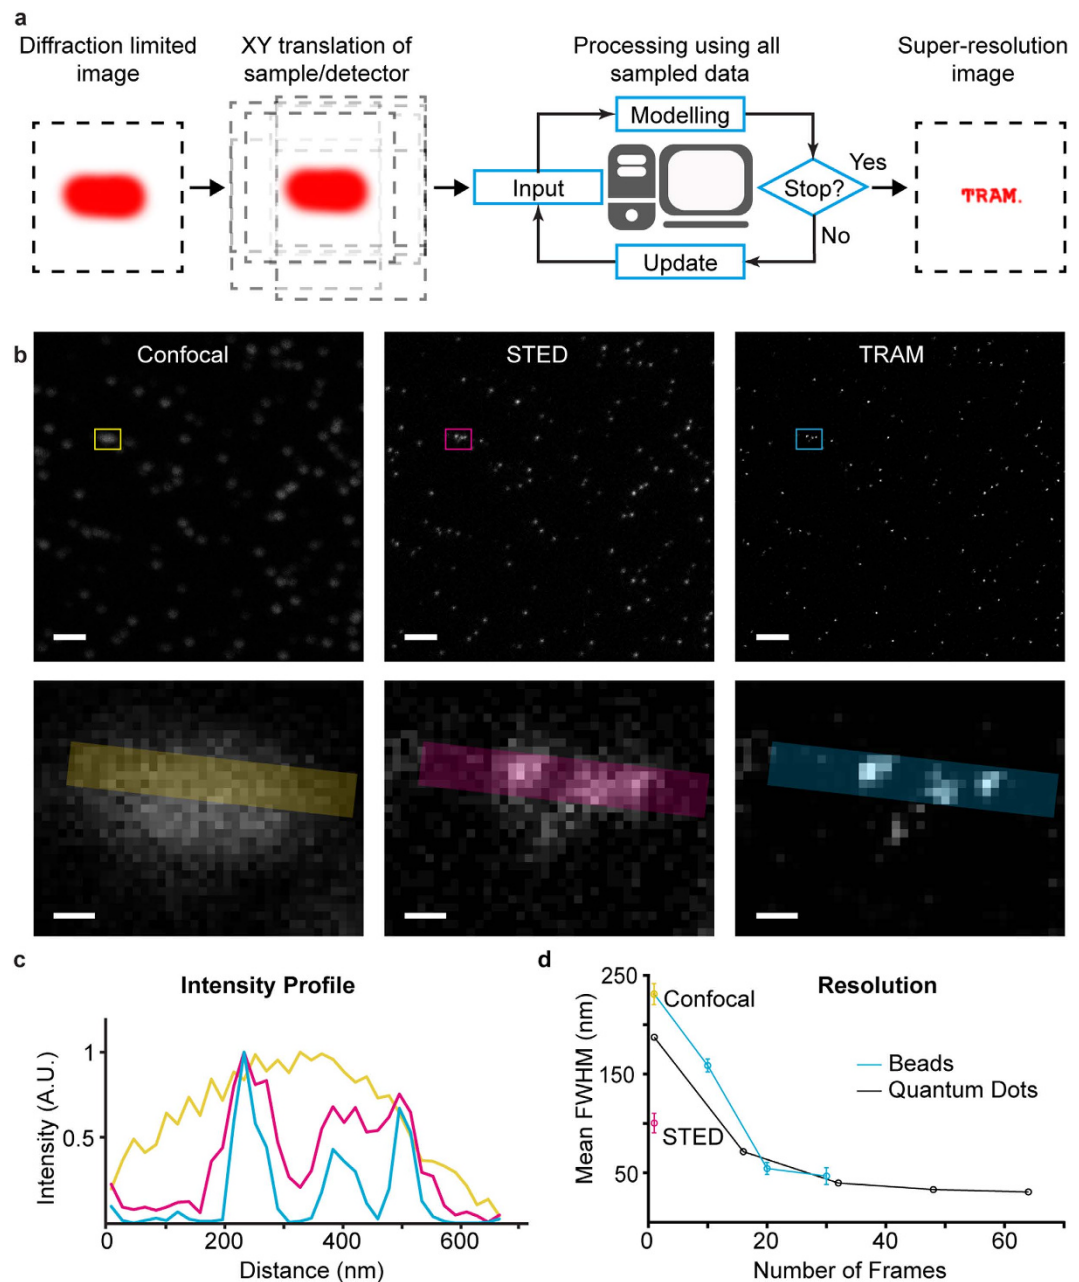 a
Diffraction limited
image
XY translation of
sample/detector
Processing using all
sampled data
Super-resolution
image
Modelling
Input
Stop?
Yes
No
Update
TRAM.
b
Confocal
STED
TRAM
c
Intensity Profile
Intensity (A.U.)
1
0.5
0
200
400
600
Distance (nm)
d
Resolution
Mean FWHM (nm)
250
150
50
Confocal
STED
Beads
Quantum Dots
0
20
40
60
Number of Frames